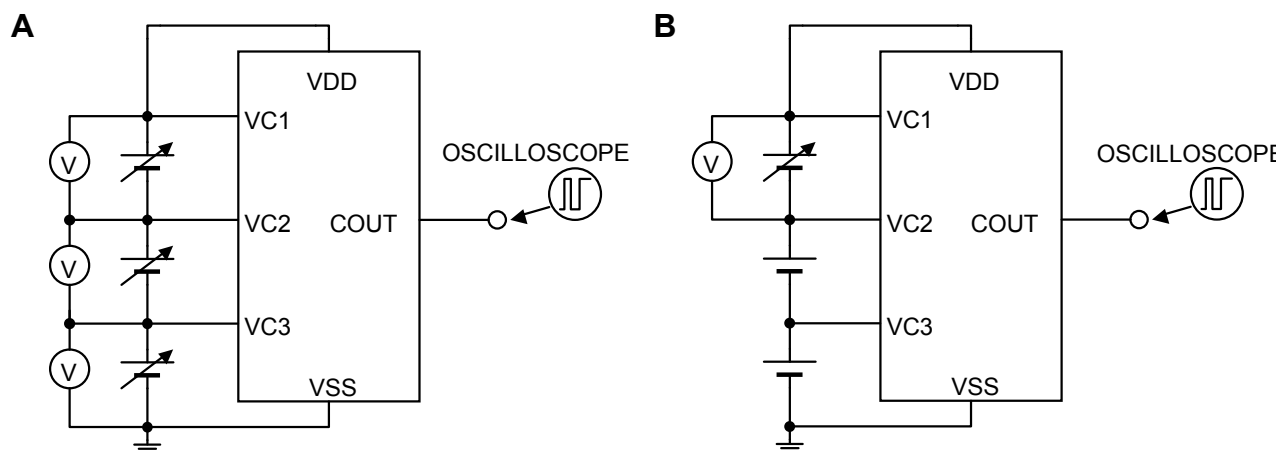 A
VDD
VC1
V
OSCILLOSCOPE
VC2
COUT
V
VC3
V
VSS
B
VDD
VC1
V
OSCILLOSCOPE
VC2
COUT
VC3
VSS